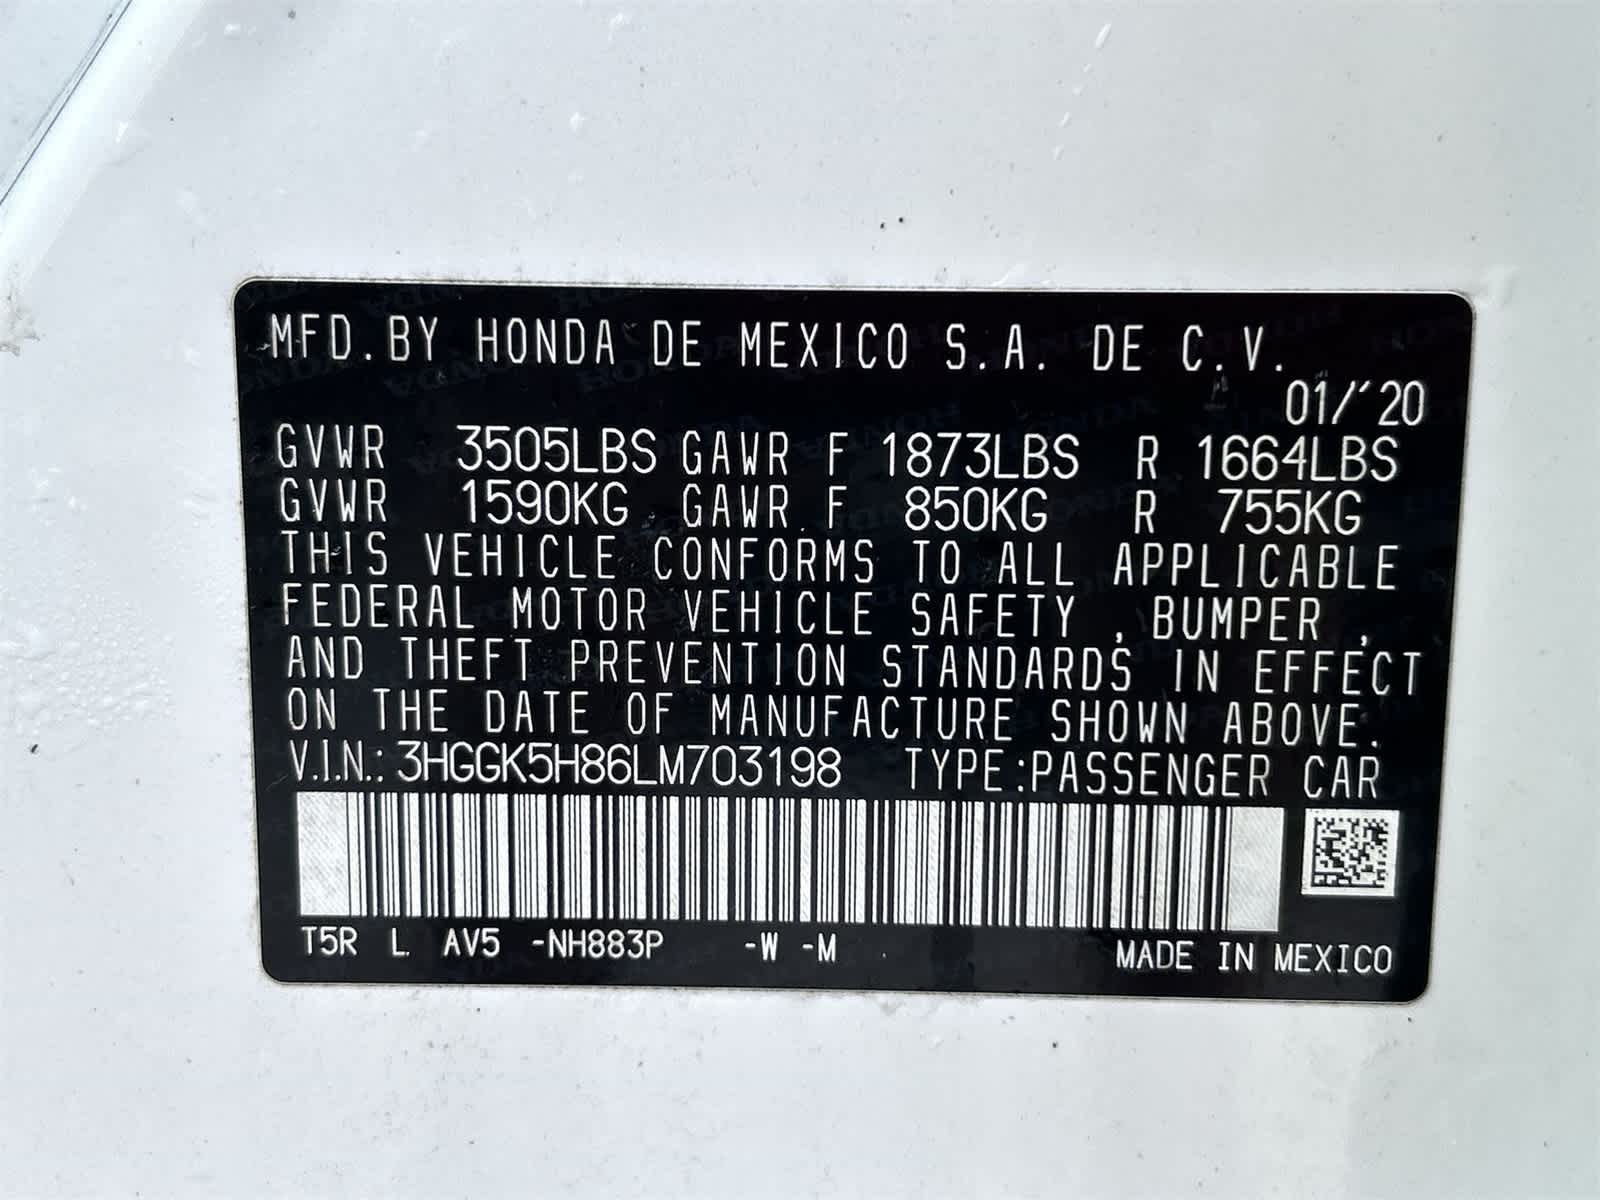 MFD. BY HONDA DE MEXICO S.A. DE C.V.
01/'20
GVWR 3505LBS GAWR F 1873LBS R 1664LBS
GVWR 1590KG GAWR F 850KG R 755KG
THIS VEHICLE CONFORMS TO ALL APPLICABLE
FEDERAL MOTOR VEHICLE SAFETY , BUMPER ,
AND THEFT PREVENTION STANDARDS IN EFFECT
ON THE DATE OF MANUFACTURE SHOWN ABOVE.
V.I.N.: 3HGGK5H86LM703198 TYPE:PASSENGER CAR
T5R L AV5 -NH883P -W -M MADE IN MEXICO